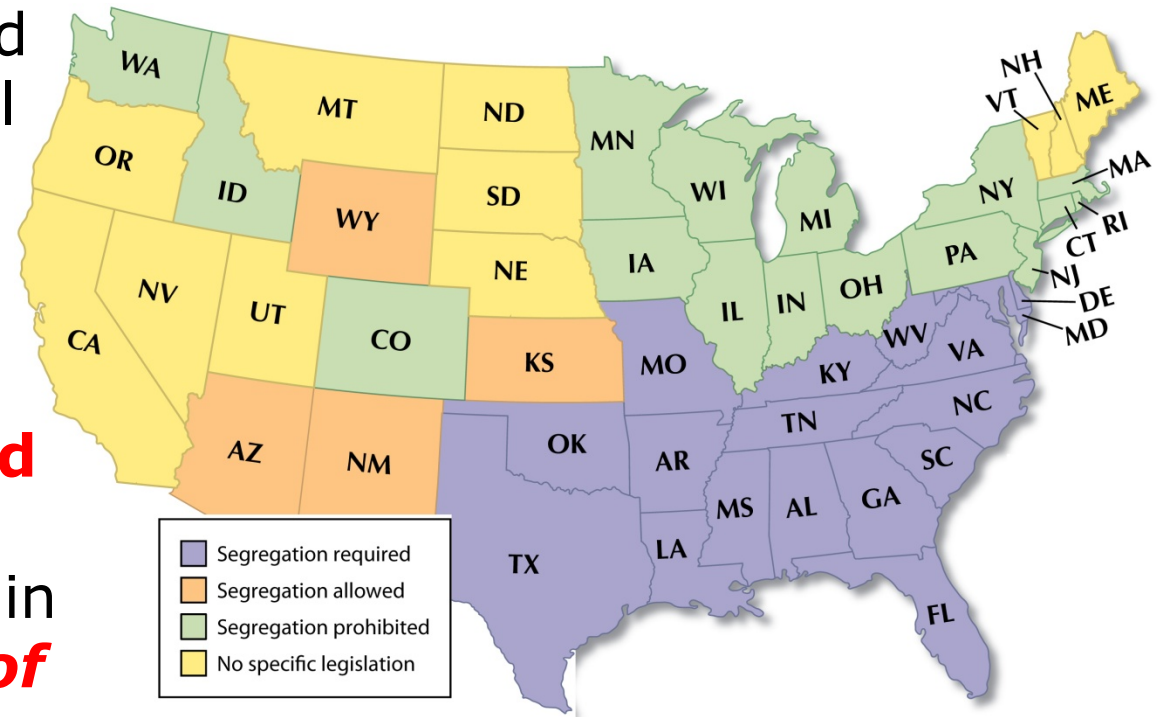 d
l
d
in
of
WA
OR
ID
MT
ND
SD
WY
NE
NV
UT
CA
CO
KS
AZ
NM
MN
WI
MI
IA
IL
IN
OH
PA
NY
VT
NH
ME
MA
RI
CT
NJ
DE
MD
MO
KY
WV
VA
OK
AR
TN
NC
SC
MS
AL
GA
LA
TX
FL
Segregation required
Segregation allowed
Segregation prohibited
No specific legislation